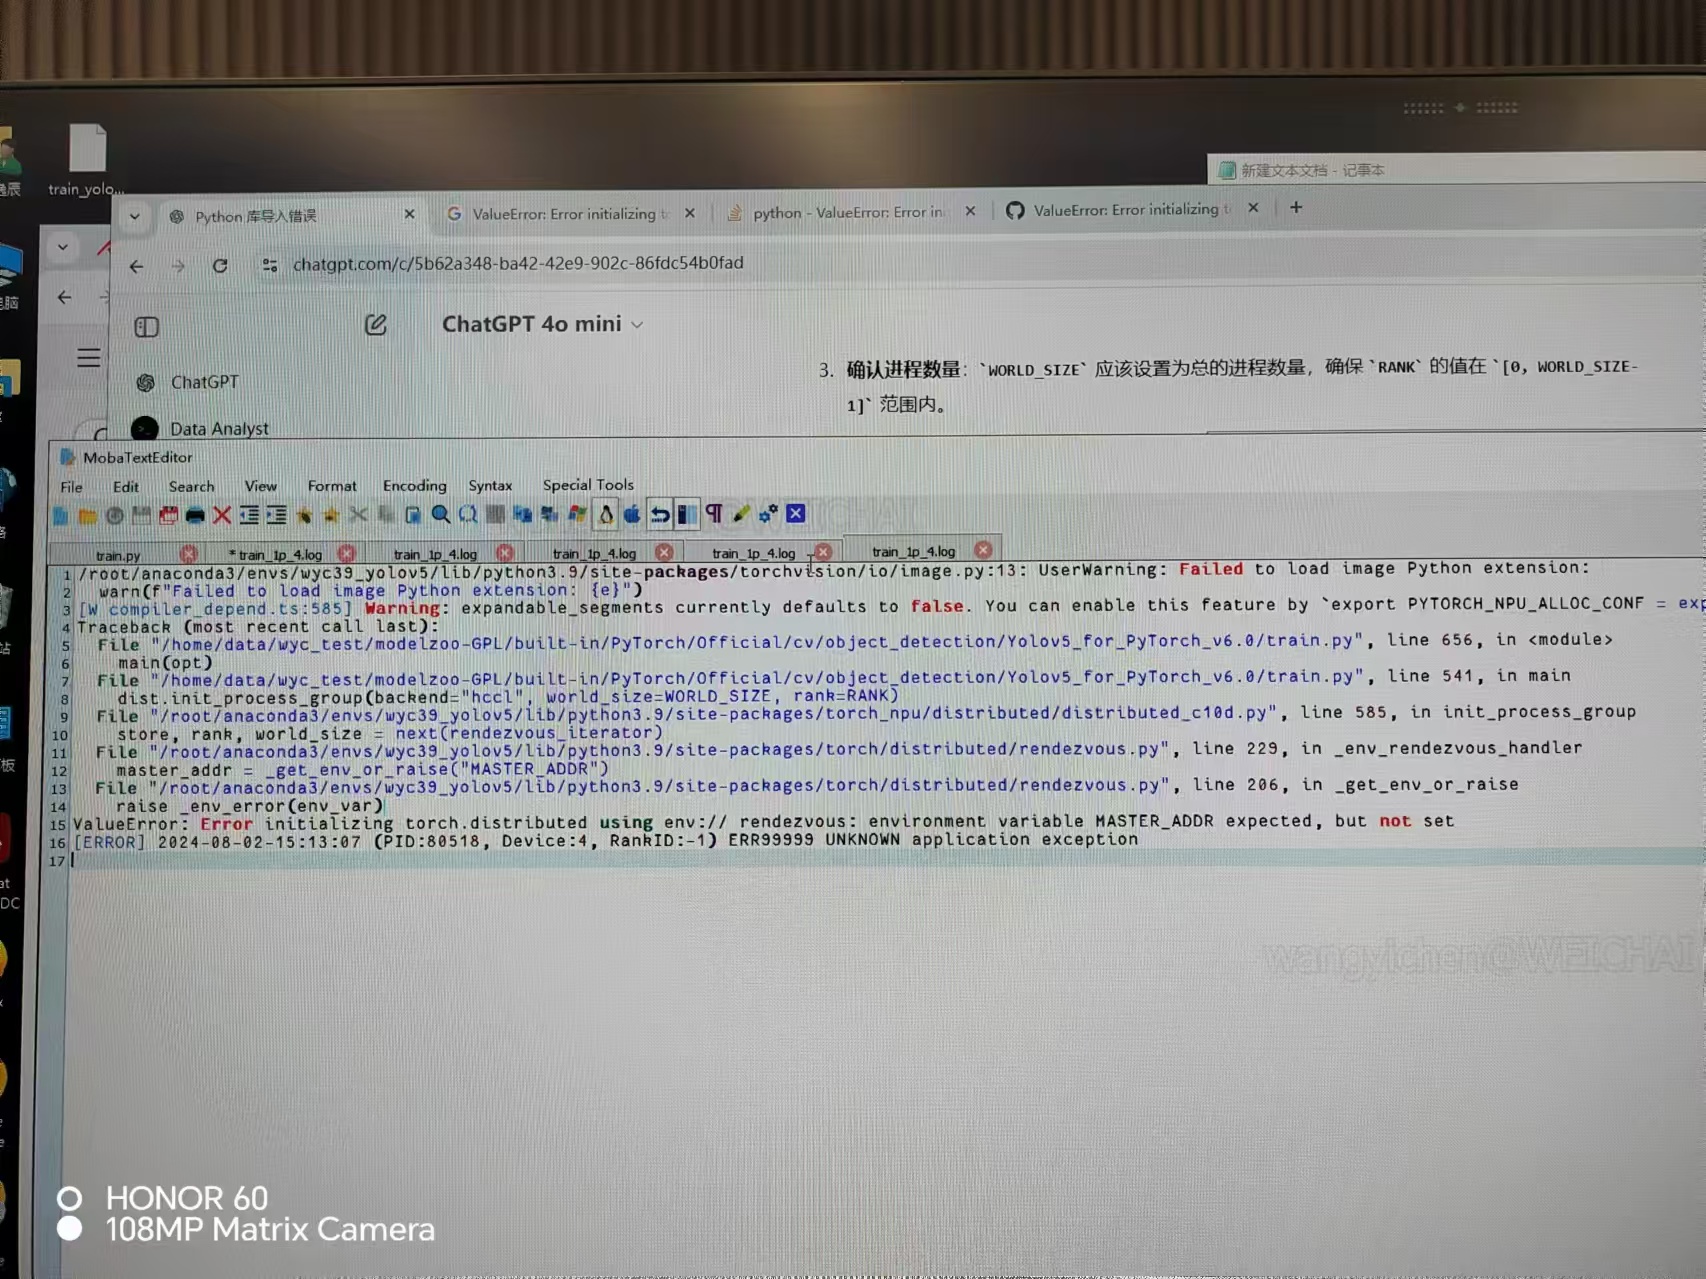 train_yolo...
新建文本文档 - 记事本
Python 库导入错误
ValueError: Error initializing t
python - ValueError: Error in
ValueError: Error initializing t
chatgpt.com/c/5b62a348-ba42-42e9-902c-86fdc54b0fad
ChatGPT 4o mini
ChatGPT
Data Analyst
3. 确认进程数量：`WORLD_SIZE` 应该设置为总的进程数量，确保 `RANK` 的值在 `[0, WORLD_SIZE-
1]` 范围内。
MobaTextEditor
File Edit Search View Format Encoding Syntax Special Tools
train.py * train_1p_4.log train_1p_4.log train_1p_4.log train_1p_4.log train_1p_4.log
1 /root/anaconda3/envs/wyc39_yolov5/lib/python3.9/site-packages/torchvision/io/image.py:13: UserWarning: Failed to load image Python extension:
2 warn(f"Failed to load image Python extension: {e}")
3 [W compiler_depend.ts:585] Warning: expandable_segments currently defaults to false. You can enable this feature by `export PYTORCH_NPU_ALLOC_CONF = exp
4 Traceback (most recent call last):
5 File "/home/data/wyc_test/modelzoo-GPL/built-in/PyTorch/Official/cv/object_detection/Yolov5_for_PyTorch_v6.0/train.py", line 656, in <module>
6 main(opt)
7 File "/home/data/wyc_test/modelzoo-GPL/built-in/PyTorch/Official/cv/object_detection/Yolov5_for_PyTorch_v6.0/train.py", line 541, in main
8 dist.init_process_group(backend="hccl", world_size=WORLD_SIZE, rank=RANK)
9 File "/root/anaconda3/envs/wyc39_yolov5/lib/python3.9/site-packages/torch_npu/distributed/distributed_c10d.py", line 585, in init_process_group
10 store, rank, world_size = next(rendezvous_iterator)
11 File "/root/anaconda3/envs/wyc39_yolov5/lib/python3.9/site-packages/torch/distributed/rendezvous.py", line 229, in _env_rendezvous_handler
12 master_addr = _get_env_or_raise("MASTER_ADDR")
13 File "/root/anaconda3/envs/wyc39_yolov5/lib/python3.9/site-packages/torch/distributed/rendezvous.py", line 206, in _get_env_or_raise
14 raise _env_error(env_var)
15 ValueError: Error initializing torch.distributed using env:// rendezvous: environment variable MASTER_ADDR expected, but not set
16 [ERROR] 2024-08-02-15:13:07 (PID:80518, Device:4, RankID:-1) ERR99999 UNKNOWN application exception
17
wangyichen@WEICHAI
HONOR 60
108MP Matrix Camera